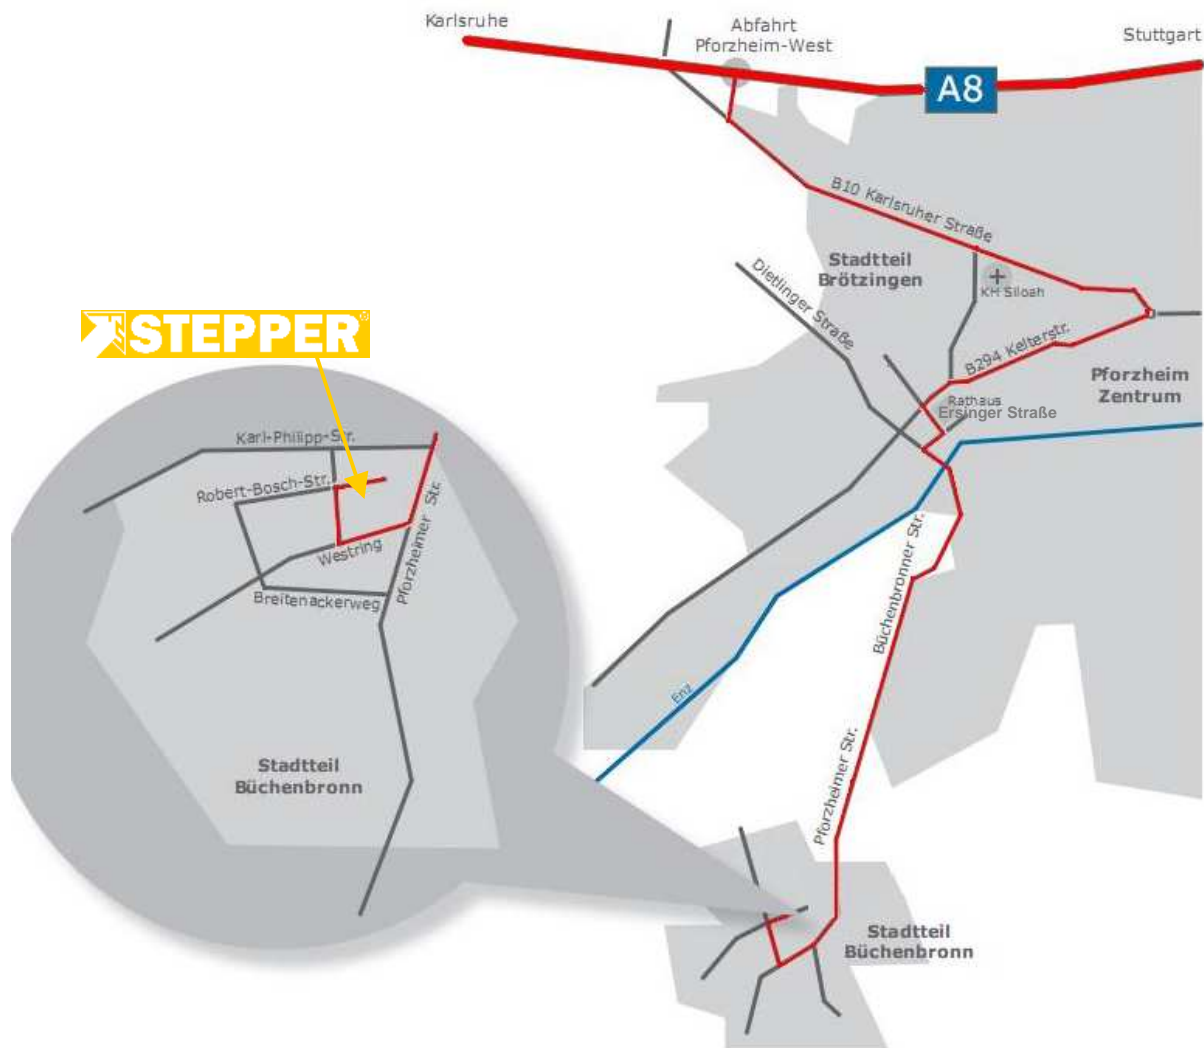 Karlsruhe
Abfahrt
Pforzheim-West
Stuttgart
A8
B10 Karlsruher Straße
Stadtteil
Brötzingen
Dietlinger Straße
KH Siloah
B294 Kelterstr.
Pforzheim
Zentrum
Rathaus
Ersinger Straße
STEPPER®
Karl-Philipp-Str.
Robert-Bosch-Str.
Westring
Pforzheimer Str.
Breitenackerweg
Büchenbronner Str.
Enz
Pforzheimer Str.
Stadtteil
Büchenbronn
Stadtteil
Büchenbronn